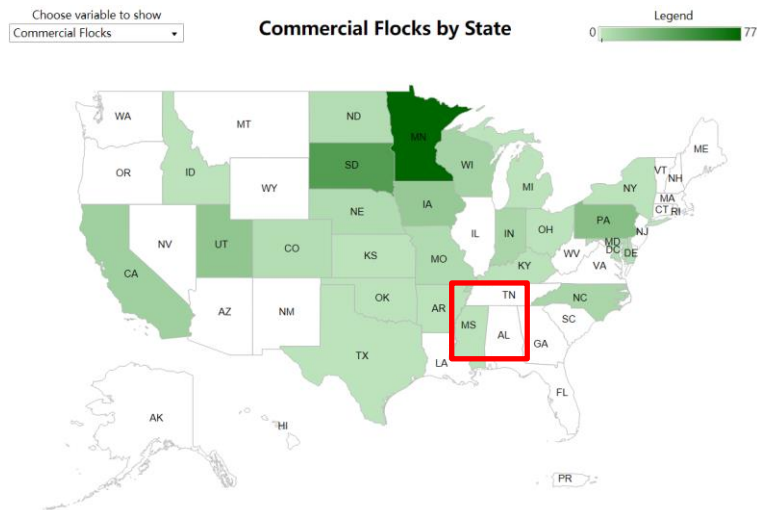 Choose variable to show
Commercial Flocks
Commercial Flocks by State
Legend
0
77
WA
MT
ND
MN
ME
OR
ID
SD
WI
VT
NH
WY
MI
NY
MA
CT
RI
NE
IA
PA
NJ
NV
UT
CO
IL
IN
OH
MD
DC
DE
CA
KS
MO
WV
VA
KY
AZ
NM
OK
AR
TN
NC
MS
AL
GA
SC
TX
LA
FL
AK
HI
PR